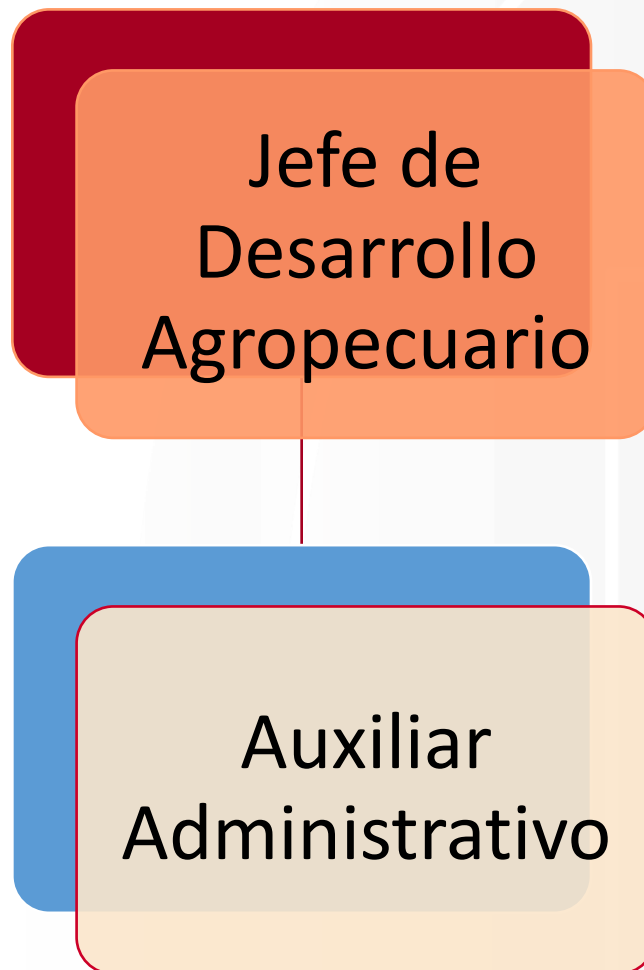 Jefe de
Desarrollo
Agropecuario
Auxiliar
Administrativo